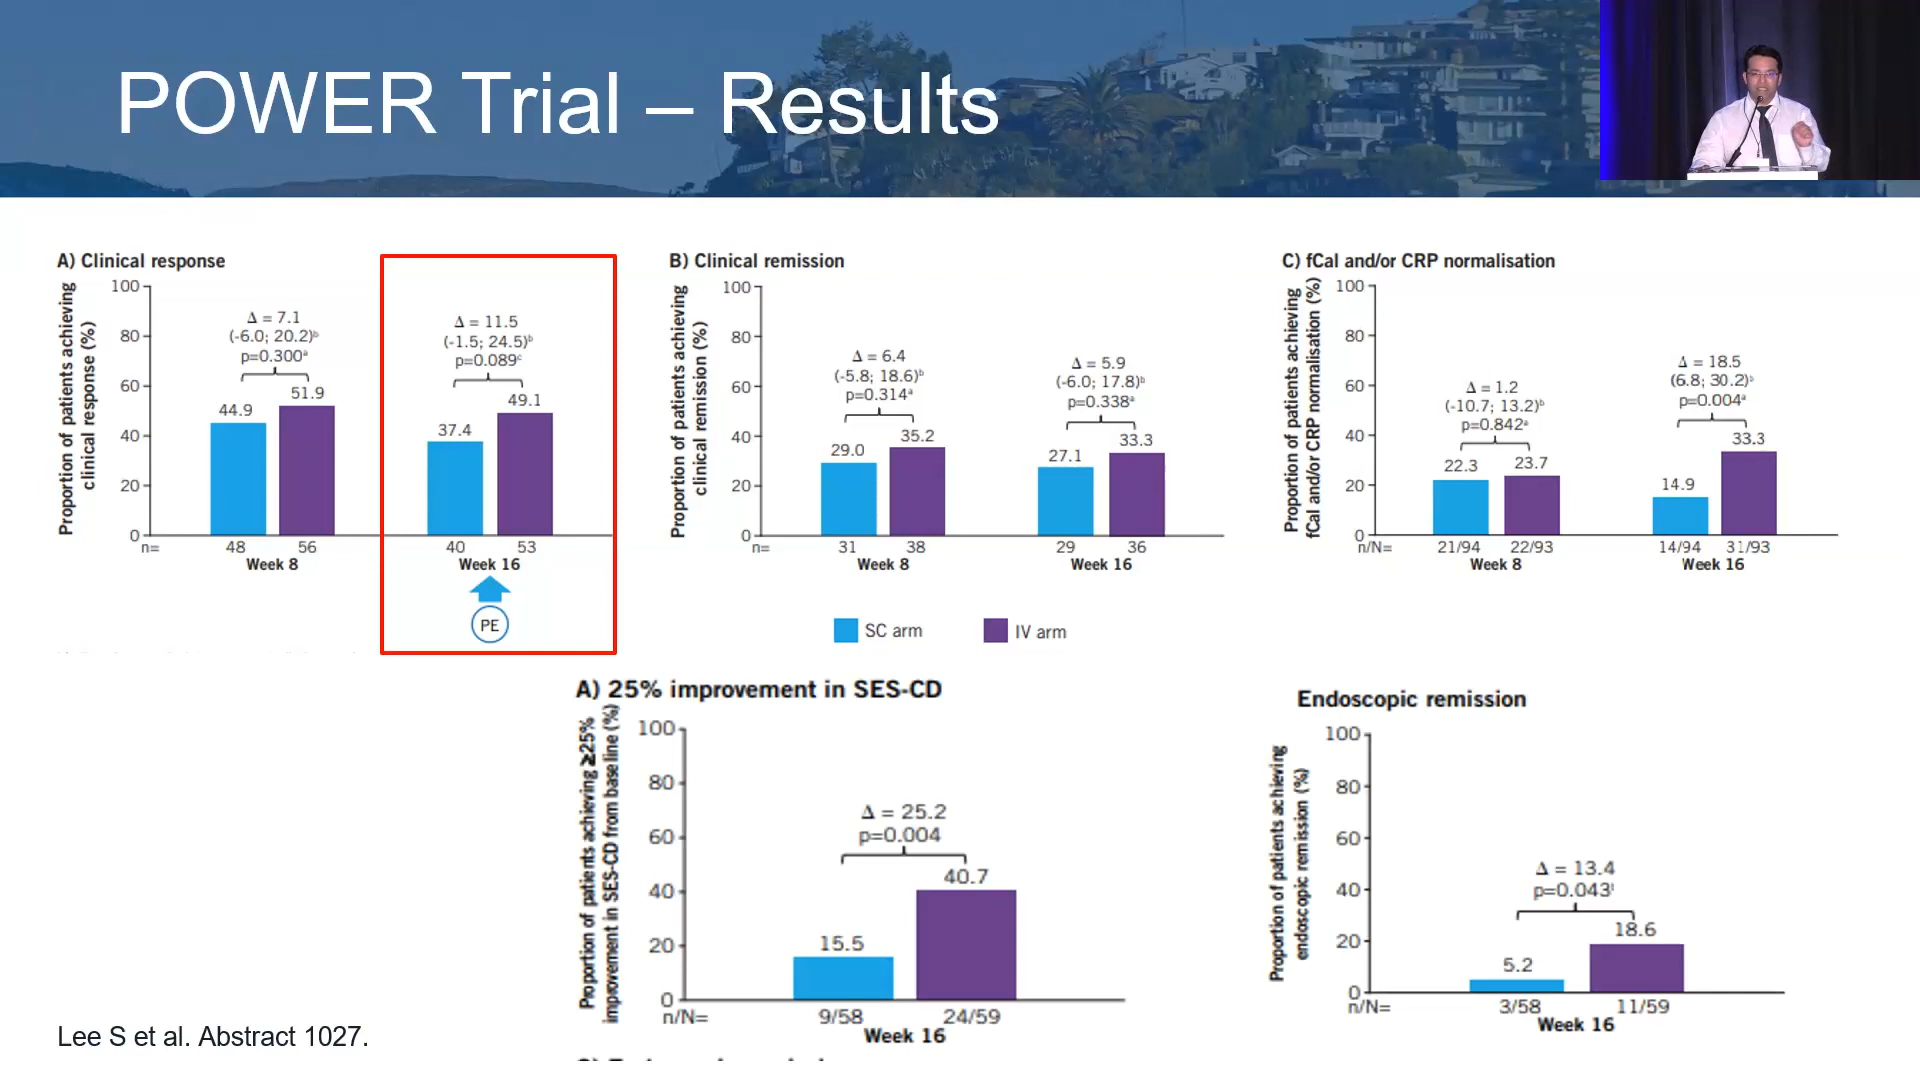 POWER Trial – Results
A) Clinical response
Proportion of patients achieving
clinical response (%)
100
80
60
40
20
0
Δ = 7.1
(-6.0; 20.2)ᵇ
p=0.300ᵃ
44.9
51.9
Δ = 11.5
(-1.5; 24.5)ᵇ
p=0.089ᶜ
37.4
49.1
n= 48 56 40 53
Week 8 Week 16
PE
B) Clinical remission
Proportion of patients achieving
clinical remission (%)
100
80
60
40
20
0
Δ = 6.4
(-5.8; 18.6)ᵇ
p=0.314ᵃ
29.0
35.2
Δ = 5.9
(-6.0; 17.8)ᵇ
p=0.338ᵃ
27.1
33.3
n= 31 38 29 36
Week 8 Week 16
C) fCal and/or CRP normalisation
Proportion of patients achieving
fCal and/or CRP normalisation (%)
100
80
60
40
20
0
Δ = 1.2
(-10.7; 13.2)ᵇ
p=0.842ᵃ
22.3
23.7
Δ = 18.5
(6.8; 30.2)ᵇ
p=0.004ᵃ
14.9
33.3
n/N= 21/94 22/93 14/94 31/93
Week 8 Week 16
SC arm IV arm
A) 25% improvement in SES-CD
Proportion of patients achieving ≥25%
improvement in SES-CD from baseline (%)
100
80
60
40
20
0
Δ = 25.2
p=0.004
15.5
40.7
n/N= 9/58 24/59
Week 16
Endoscopic remission
Proportion of patients achieving
endoscopic remission (%)
100
80
60
40
20
0
Δ = 13.4
p=0.043
5.2
18.6
n/N= 3/58 11/59
Week 16
Lee S et al. Abstract 1027.